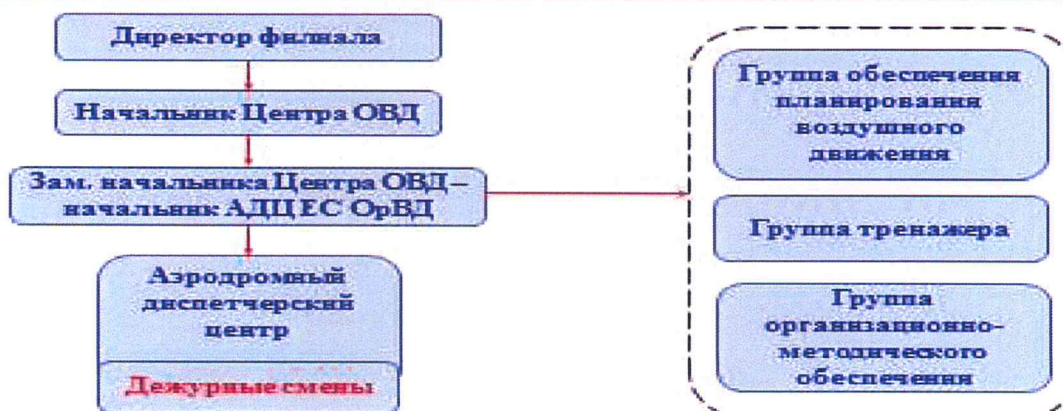 Директор филиала
Начальник Центра ОВД
Зам. начальника Центра ОВД –
начальник АДЦ ЕС ОрВД
Аэродромный
диспетчерский
центр
Дежурные смены
Группа обеспечения
планирования
воздушного
движения
Группа тренажера
Группа
организационно-
методического
обеспечения